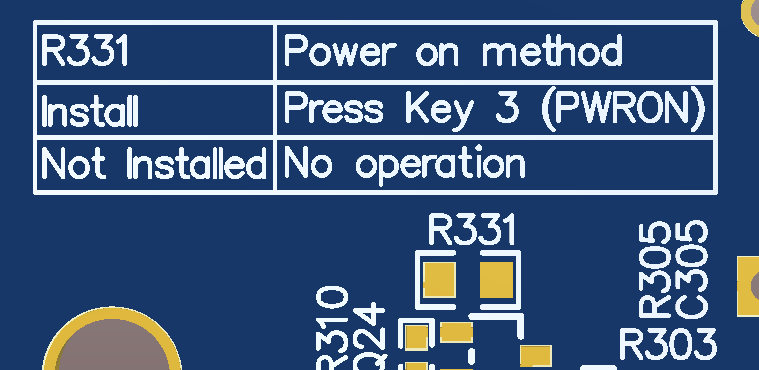 R331 Power on method
Install Press Key 3 (PWRON)
Not Installed No operation
R331
R305
C305
R310
Q24
R303